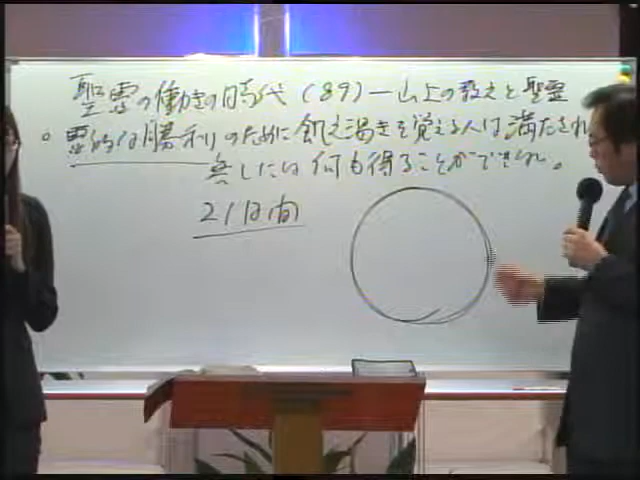 聖霊の働きの時代 (89) ー山上の教えと聖霊
。霊的な勝利のために飢え渇きを覚える人は満たされ
無しには何も得ることができない。
21日間